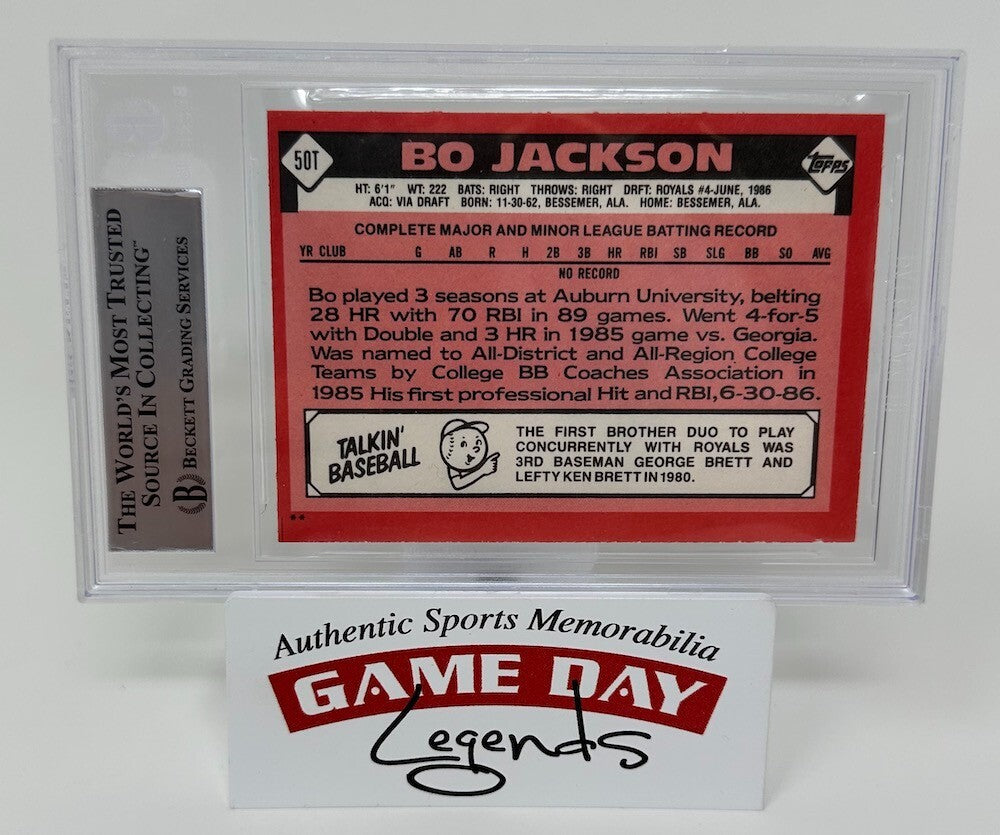 THE WORLD'S MOST TRUSTED
SOURCE IN COLLECTING™
B BECKETT GRADING SERVICES
50T BO JACKSON TOPPS
HT: 6'1" WT: 222 BATS: RIGHT THROWS: RIGHT DRFT: ROYALS #4-JUNE, 1986
ACQ: VIA DRAFT BORN: 11-30-62, BESSEMER, ALA. HOME: BESSEMER, ALA.
COMPLETE MAJOR AND MINOR LEAGUE BATTING RECORD
YR CLUB G AB R H 2B 3B HR RBI SB SLG BB SO AVG
NO RECORD
Bo played 3 seasons at Auburn University, belting
28 HR with 70 RBI in 89 games. Went 4-for-5
with Double and 3 HR in 1985 game vs. Georgia.
Was named to All-District and All-Region College
Teams by College BB Coaches Association in
1985 His first professional Hit and RBI, 6-30-86.
TALKIN'
BASEBALL
THE FIRST BROTHER DUO TO PLAY
CONCURRENTLY WITH ROYALS WAS
3RD BASEMAN GEORGE BRETT AND
LEFTY KEN BRETT IN 1980.
**
Authentic Sports Memorabilia
GAME DAY
Legends